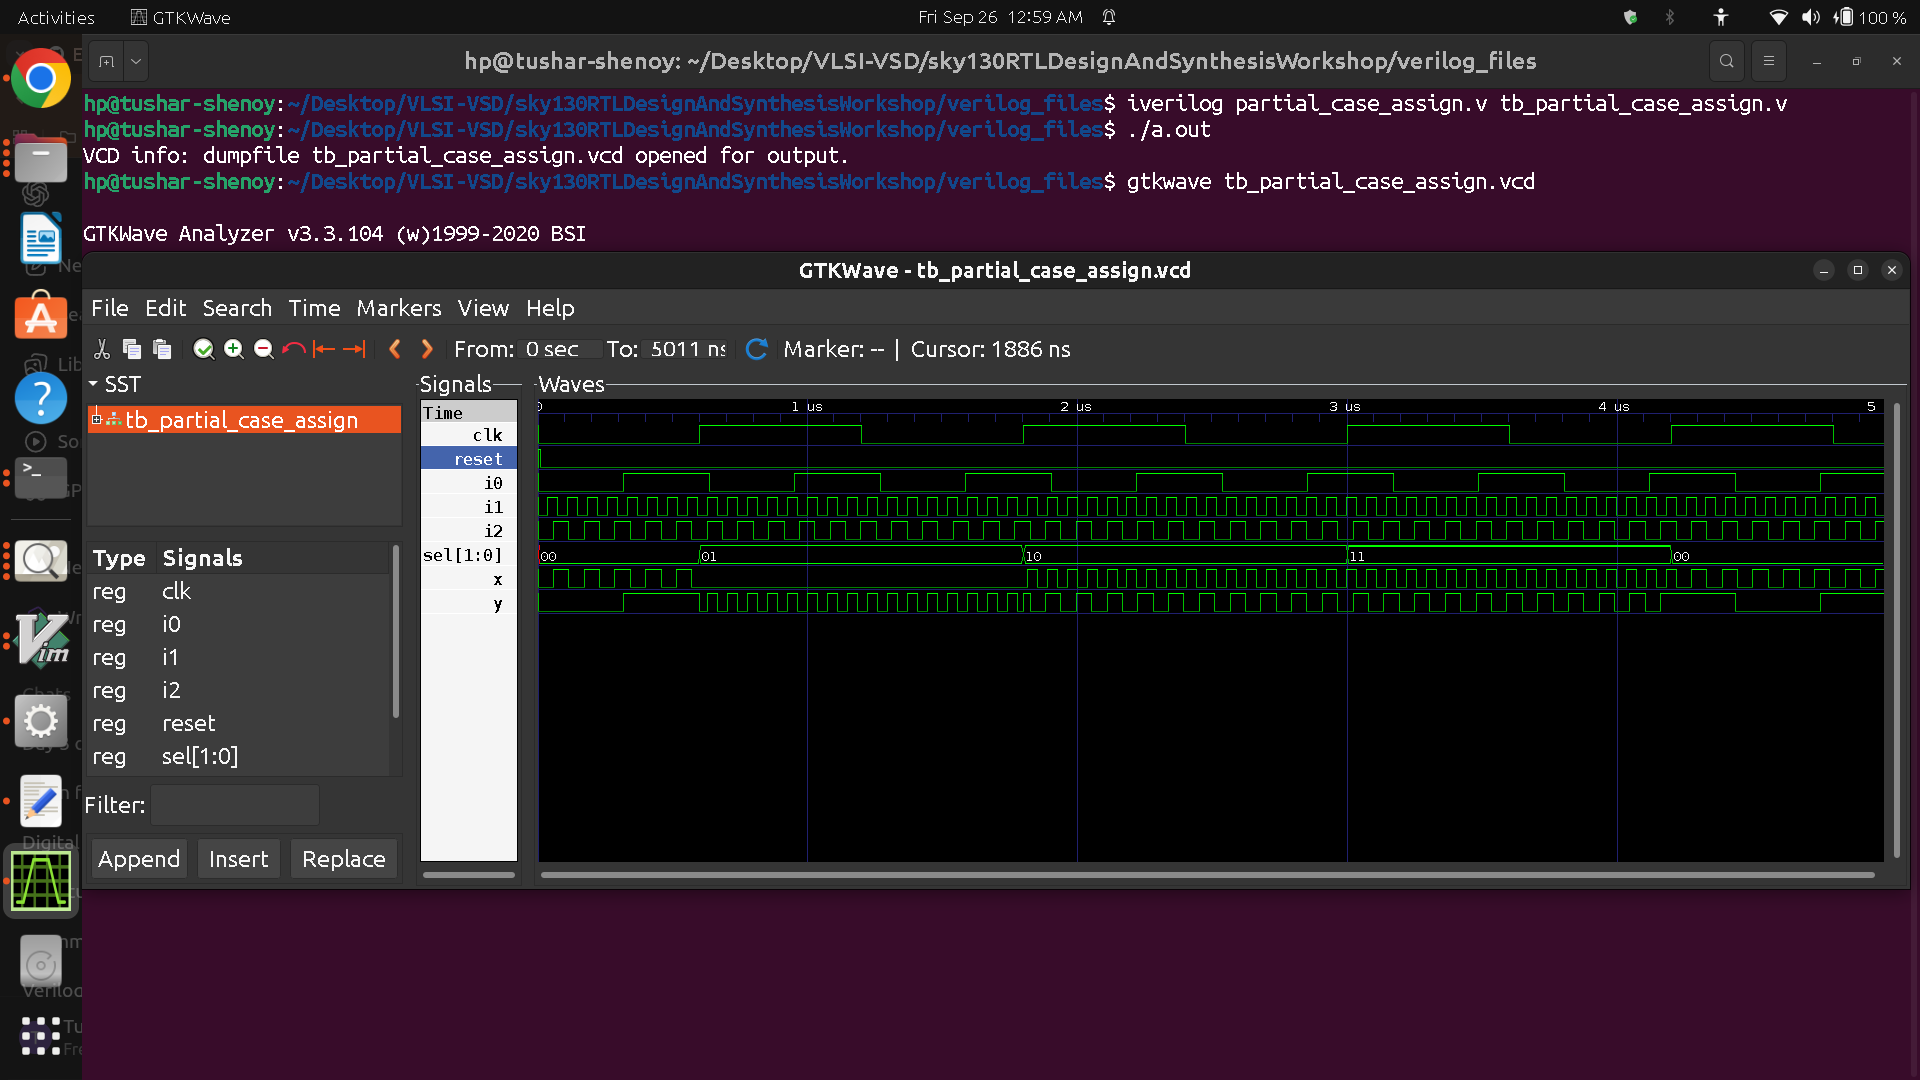 Activities GTKWave Fri Sep 26 12:59 AM 100 %
hp@tushar-shenoy: ~/Desktop/VLSI-VSD/sky130RTLDesignAndSynthesisWorkshop/verilog_files
hp@tushar-shenoy:~/Desktop/VLSI-VSD/sky130RTLDesignAndSynthesisWorkshop/verilog_files$ iverilog partial_case_assign.v tb_partial_case_assign.v
hp@tushar-shenoy:~/Desktop/VLSI-VSD/sky130RTLDesignAndSynthesisWorkshop/verilog_files$ ./a.out
VCD info: dumpfile tb_partial_case_assign.vcd opened for output.
hp@tushar-shenoy:~/Desktop/VLSI-VSD/sky130RTLDesignAndSynthesisWorkshop/verilog_files$ gtkwave tb_partial_case_assign.vcd
GTKWave Analyzer v3.3.104 (w)1999-2020 BSI
GTKWave - tb_partial_case_assign.vcd
File Edit Search Time Markers View Help
From: 0 sec To: 5011 ns Marker: -- | Cursor: 1886 ns
SST
tb_partial_case_assign
Type Signals
reg clk
reg i0
reg i1
reg i2
reg reset
reg sel[1:0]
Filter:
Append Insert Replace
Signals
Time
clk
reset
i0
i1
i2
sel[1:0]
x
y
Waves
0 1 us 2 us 3 us 4 us 5
00 01 10 11 00
Vim
Digital